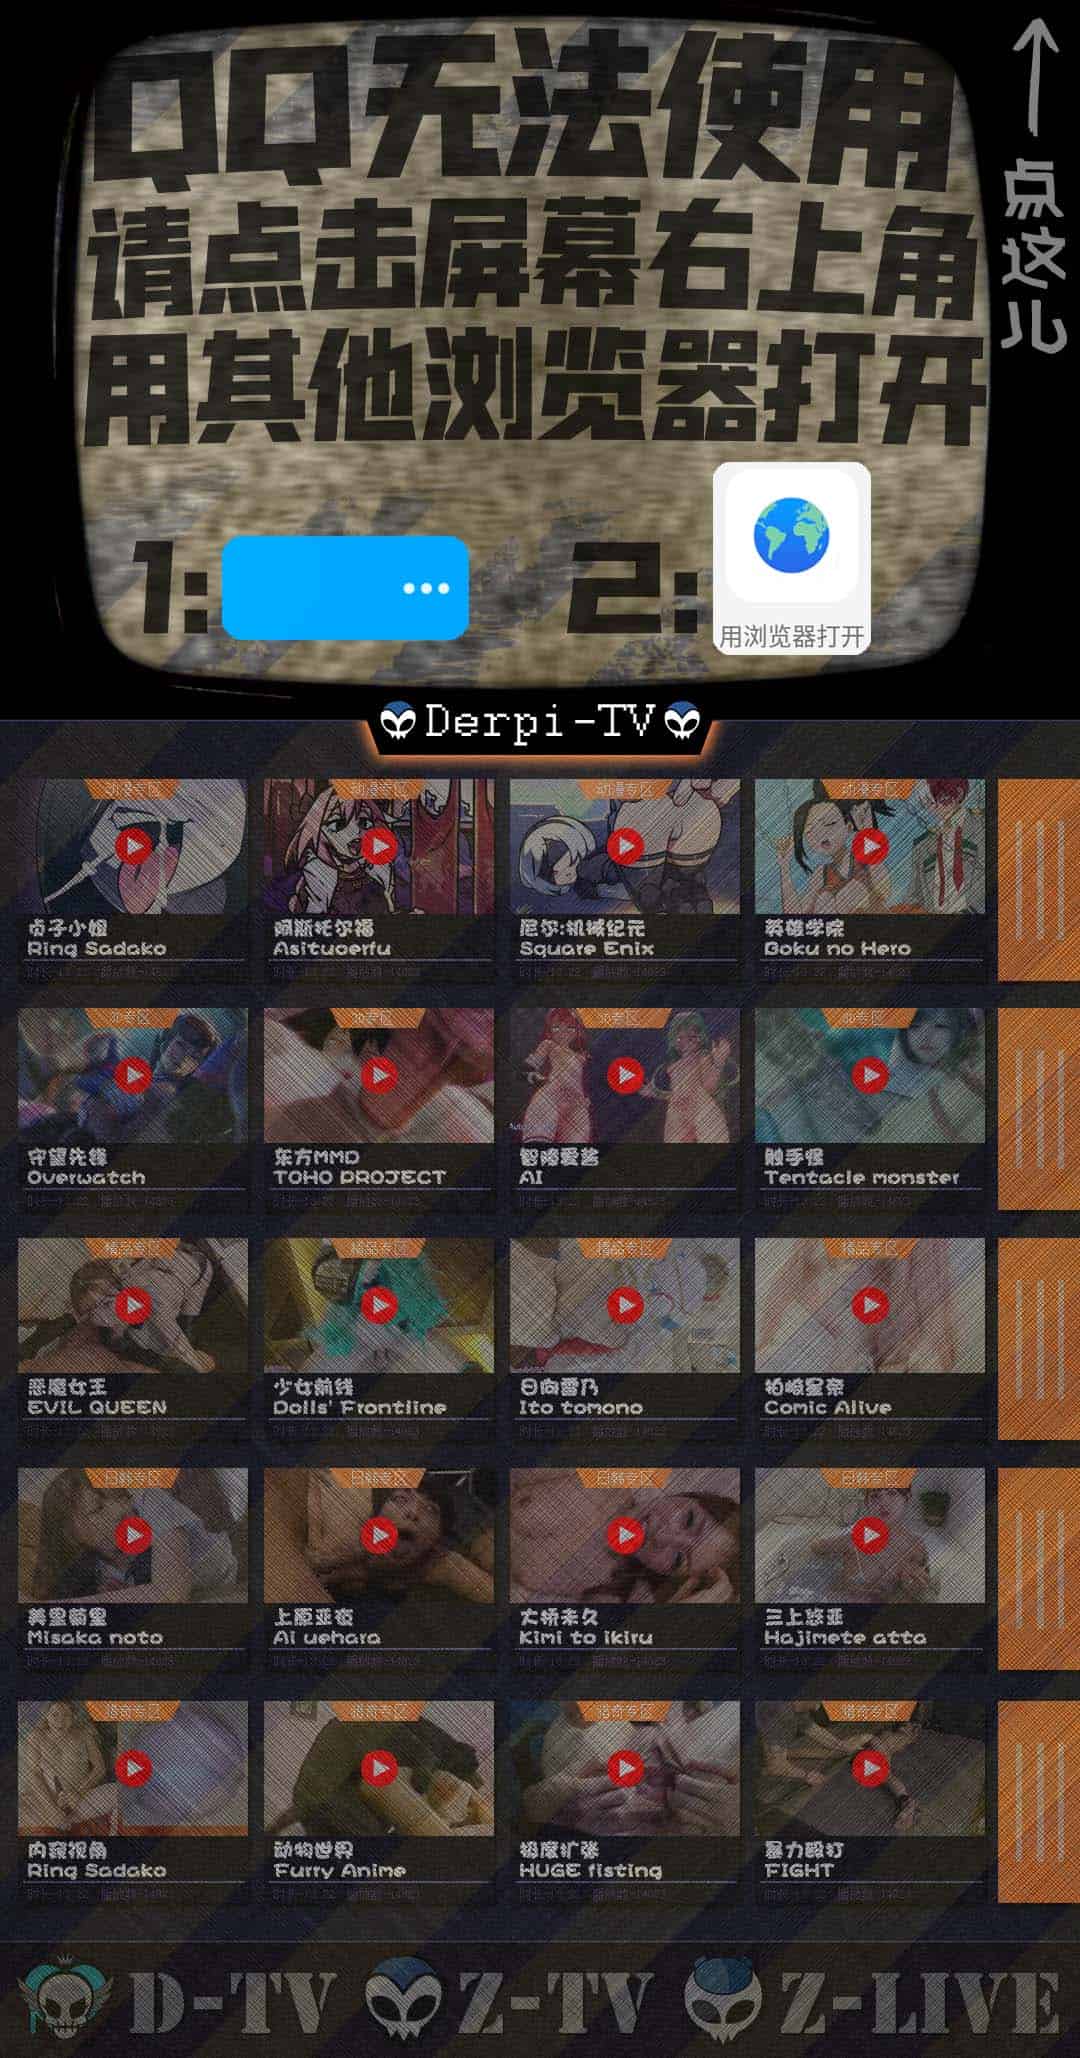 QQ无法使用
请点击屏幕右上角
用其他浏览器打开
点这儿
1:
2:
用浏览器打开
Derpi-TV
动漫专区
动漫专区
动漫专区
动漫专区
贞子小姐
Ring Sadako
阿斯托尔福
Asituoerfu
尼尔:机械纪元
Square Enix
英雄学院
Boku no Hero
3D专区
3D专区
3D专区
3D专区
守望先锋
Overwatch
东方MMD
TOHO PROJECT
智障爱酱
AI
触手怪
Tentacle monster
精品专区
精品专区
精品专区
精品专区
恶魔女王
EVIL QUEEN
少女前线
Dolls' Frontline
日向雏乃
Ito tomono
柏崎星奈
Comic Alive
日韩专区
日韩专区
日韩专区
日韩专区
美里菊里
Misaka noto
上原亚衣
Ai uehara
大桥未久
Kimi to ikiru
三上悠亚
Hajimete atta
猎奇专区
猎奇专区
猎奇专区
猎奇专区
内窥视角
Ring Sadako
动物世界
Furry Anime
极度扩张
HUGE fisting
暴力殴打
FIGHT
D-TV
Z-TV
Z-LIVE